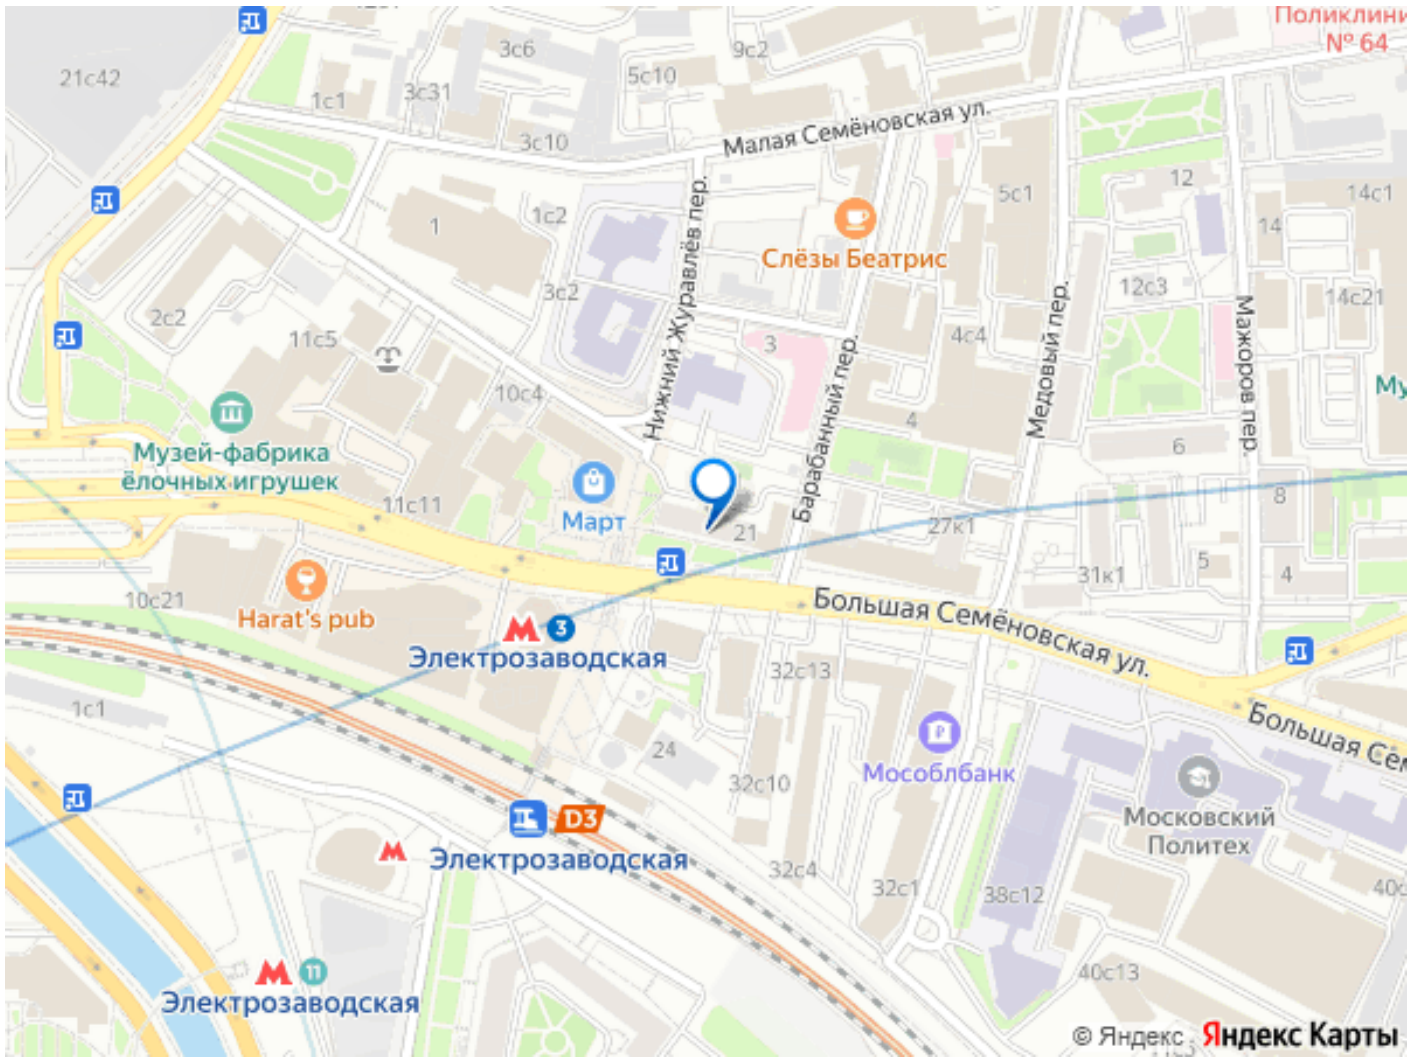 Поликлини
№ 64
3с6
9с2
21с42
5с10
1с1
3с31
3с10
Малая Семёновская ул.
12
14с1
5с1
1с2
1
14
Нижний Журавлёв пер.
Слёзы Беатрис
3с2
12с3
14с21
2с2
11с5
3
4с4
Медовый пер.
Мажоров пер.
Барабанный пер.
10с4
4
Му
6
Музей-фабрика
ёлочных игрушек
11с11
Март
8
21
27к1
5
31к1
4
10с21
Harat's pub
Большая Семёновская ул.
3
Электрозаводская
32с13
1с1
Большая Сем
24
Мособлбанк
32с10
Московский
Политех
D3
Электрозаводская
32с4
32с1
38с12
40с
11
Электрозаводская
40с13
© Яндекс Яндекс Карты